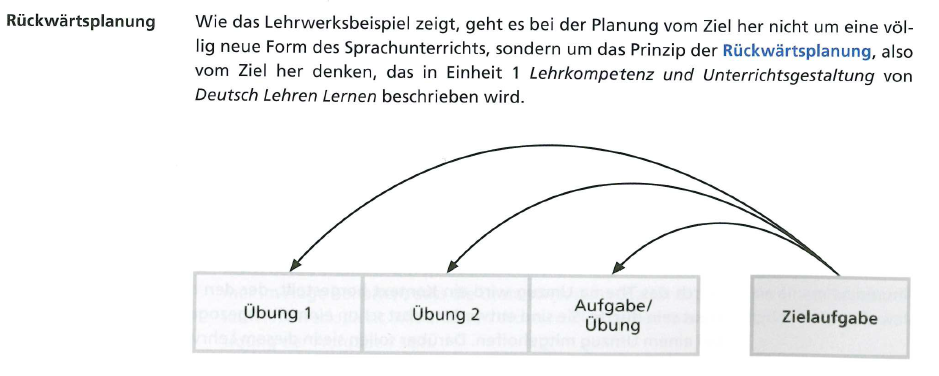 Rückwärtsplanung
Wie das Lehrwerksbeispiel zeigt, geht es bei der Planung vom Ziel her nicht um eine völ-
lig neue Form des Sprachunterrichts, sondern um das Prinzip der Rückwärtsplanung, also
vom Ziel her denken, das in Einheit 1 Lehrkompetenz und Unterrichtsgestaltung von
Deutsch Lehren Lernen beschrieben wird.
Übung 1
Übung 2
Aufgabe/
Übung
Zielaufgabe